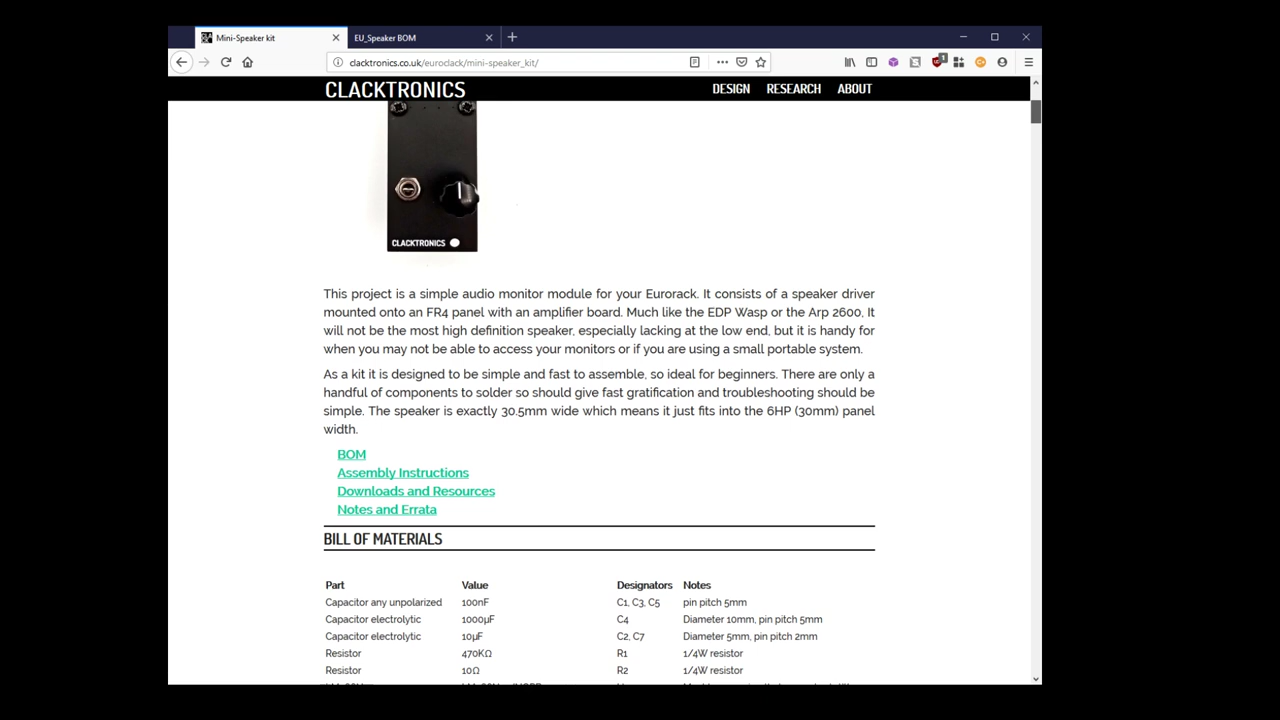 Mini-Speaker kit
EU_Speaker BOM
clacktronics.co.uk/euroclack/mini-speaker_kit/
CLACKTRONICS
DESIGN RESEARCH ABOUT
CLACKTRONICS
This project is a simple audio monitor module for your Eurorack. It consists of a speaker driver
mounted onto an FR4 panel with an amplifier board. Much like the EDP Wasp or the Arp 2600, It
will not be the most high definition speaker, especially lacking at the low end, but it is handy for
when you may not be able to access your monitors or if you are using a small portable system.
As a kit it is designed to be simple and fast to assemble, so ideal for beginners. There are only a
handful of components to solder so should give fast gratification and troubleshooting should be
simple. The speaker is exactly 30.5mm wide which means it just fits into the 6HP (30mm) panel
width.
BOM
Assembly Instructions
Downloads and Resources
Notes and Errata
BILL OF MATERIALS
Part Value Designators Notes
Capacitor any unpolarized 100nF C1, C3, C5 pin pitch 5mm
Capacitor electrolytic 1000µF C4 Diameter 10mm, pin pitch 5mm
Capacitor electrolytic 10µF C2, C7 Diameter 5mm, pin pitch 2mm
Resistor 470KΩ R1 1/4W resistor
Resistor 10Ω R2 1/4W resistor